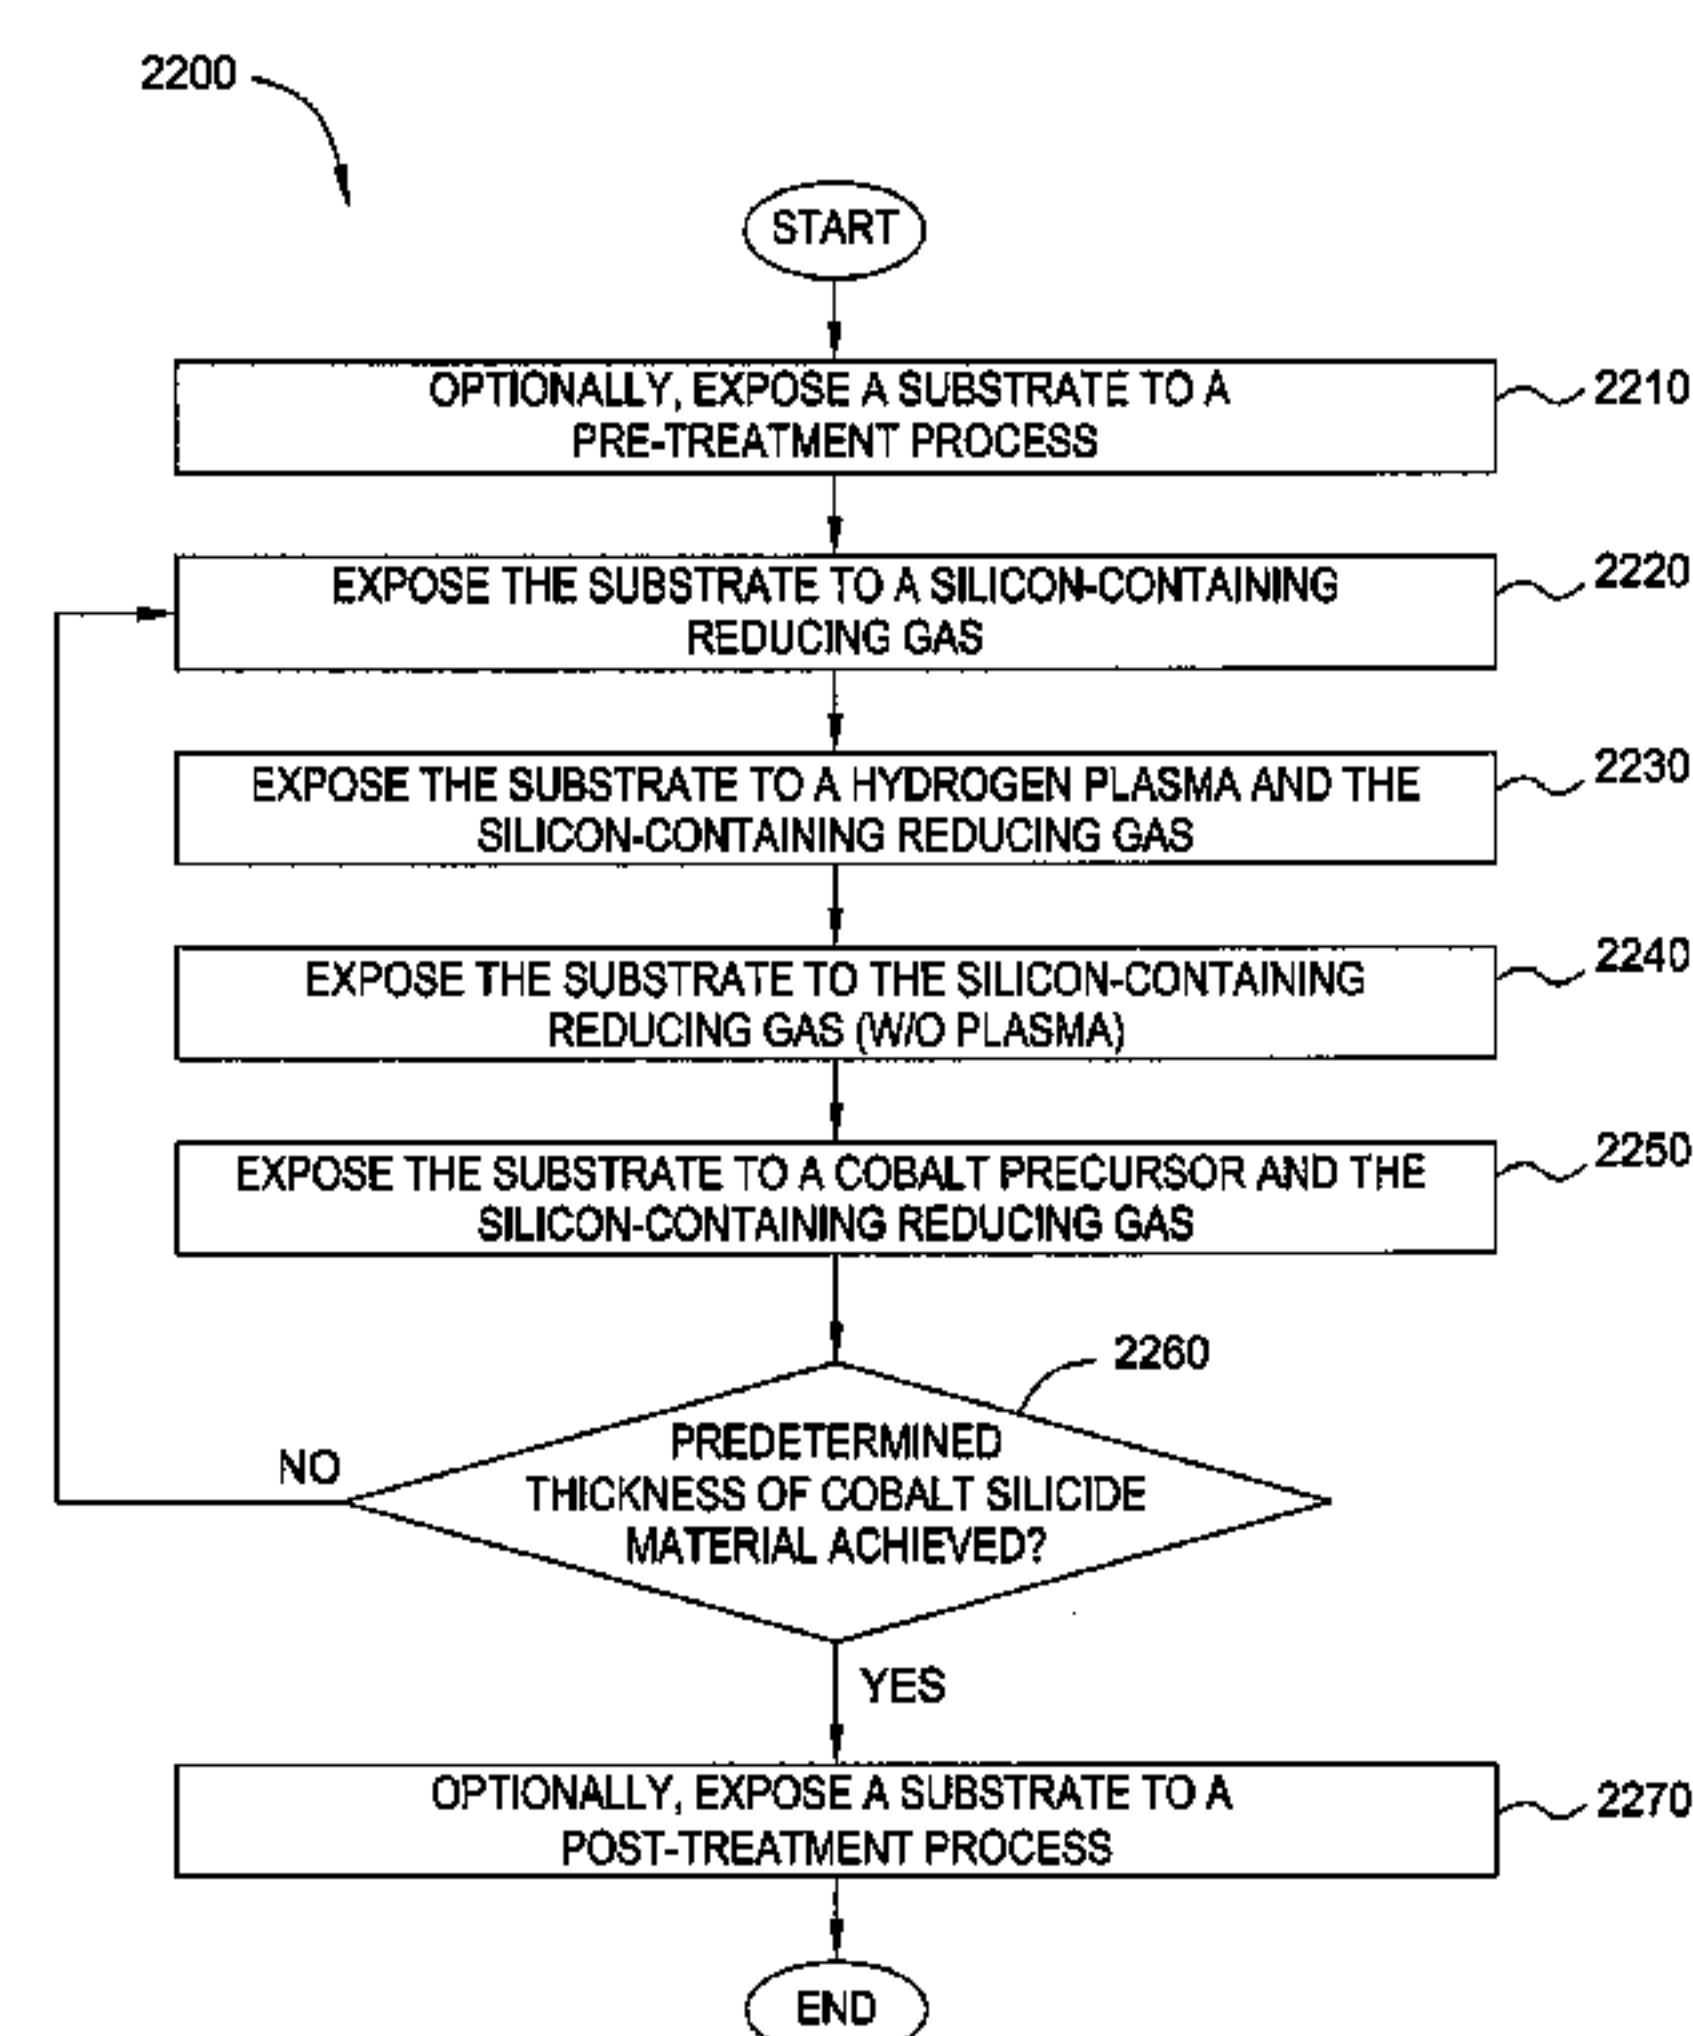 2200
START
OPTIONALLY, EXPOSE A SUBSTRATE TO A
PRE-TREATMENT PROCESS
2210
EXPOSE THE SUBSTRATE TO A SILICON-CONTAINING
REDUCING GAS
2220
EXPOSE THE SUBSTRATE TO A HYDROGEN PLASMA AND THE
SILICON-CONTAINING REDUCING GAS
2230
EXPOSE THE SUBSTRATE TO THE SILICON-CONTAINING
REDUCING GAS (W/O PLASMA)
2240
EXPOSE THE SUBSTRATE TO A COBALT PRECURSOR AND THE
SILICON-CONTAINING REDUCING GAS
2250
2260
PREDETERMINED
THICKNESS OF COBALT SILICIDE
MATERIAL ACHIEVED?
NO
YES
OPTIONALLY, EXPOSE A SUBSTRATE TO A
POST-TREATMENT PROCESS
2270
END